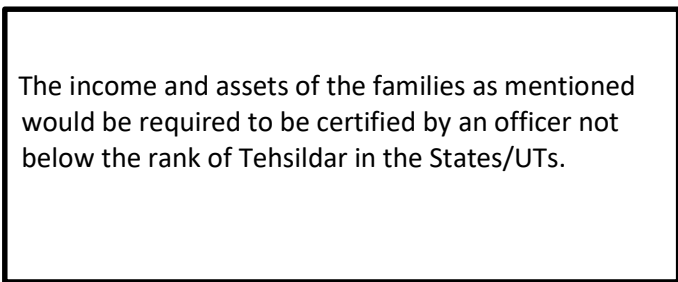 The income and assets of the families as mentioned
would be required to be certified by an officer not
below the rank of Tehsildar in the States/UTs.